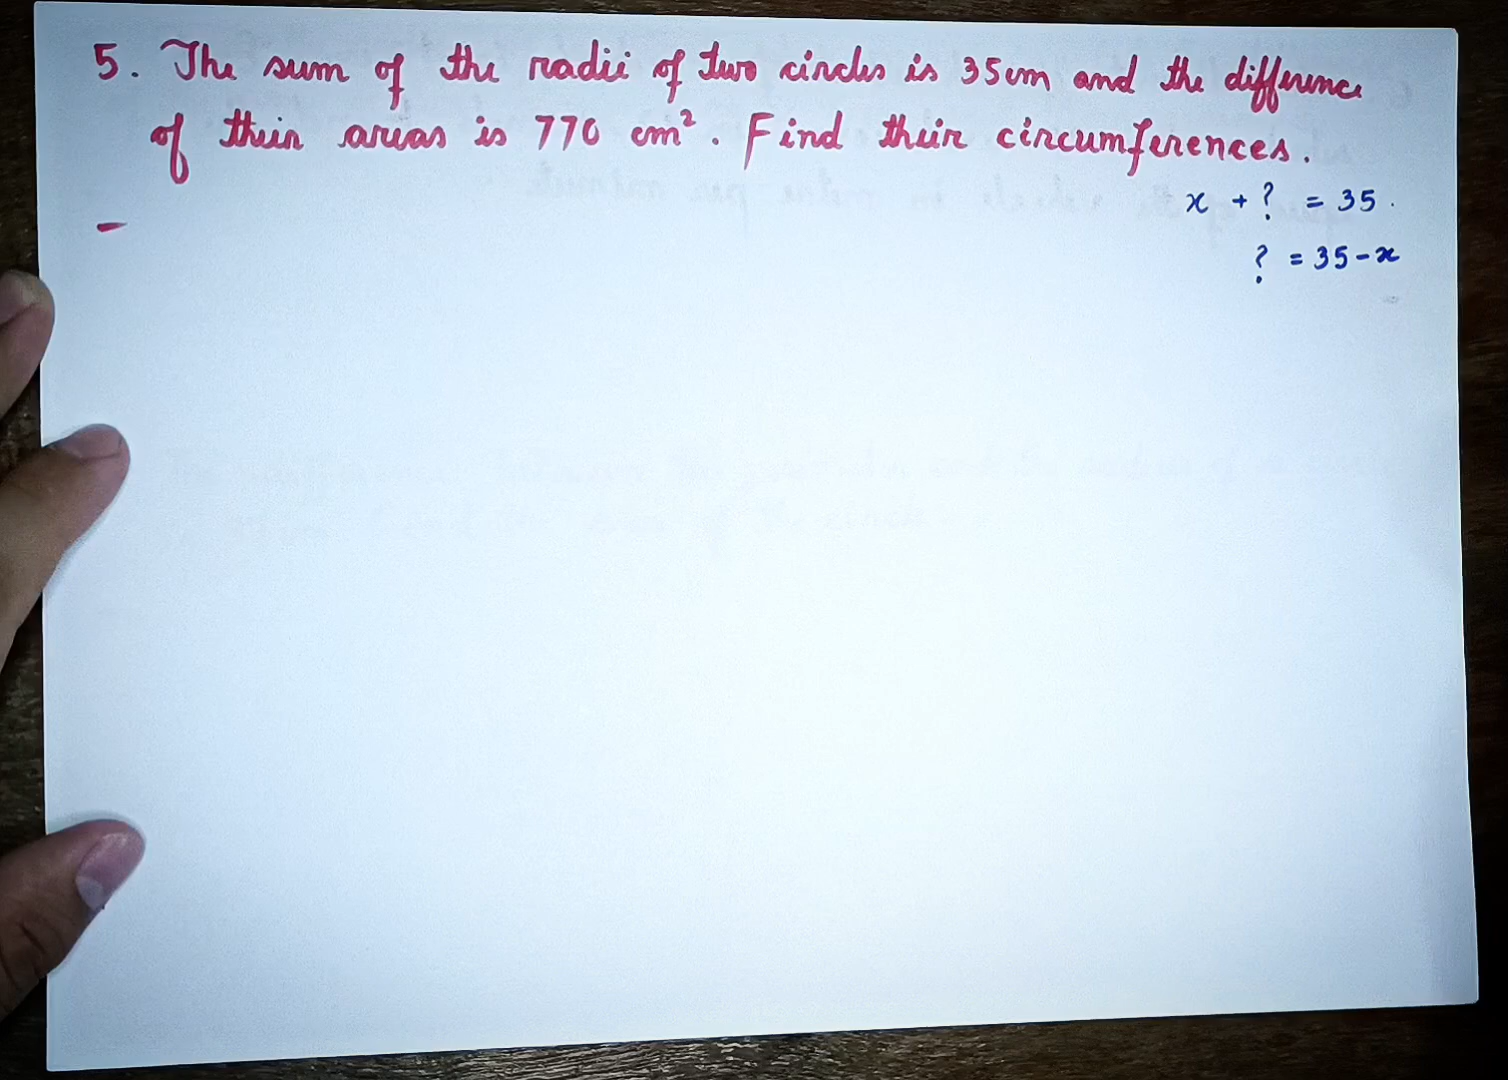 5. The sum of the radii of two circles is 35cm and the difference
of their areas is 770 cm². Find their circumferences.
x + ? = 35.
? = 35-x
-